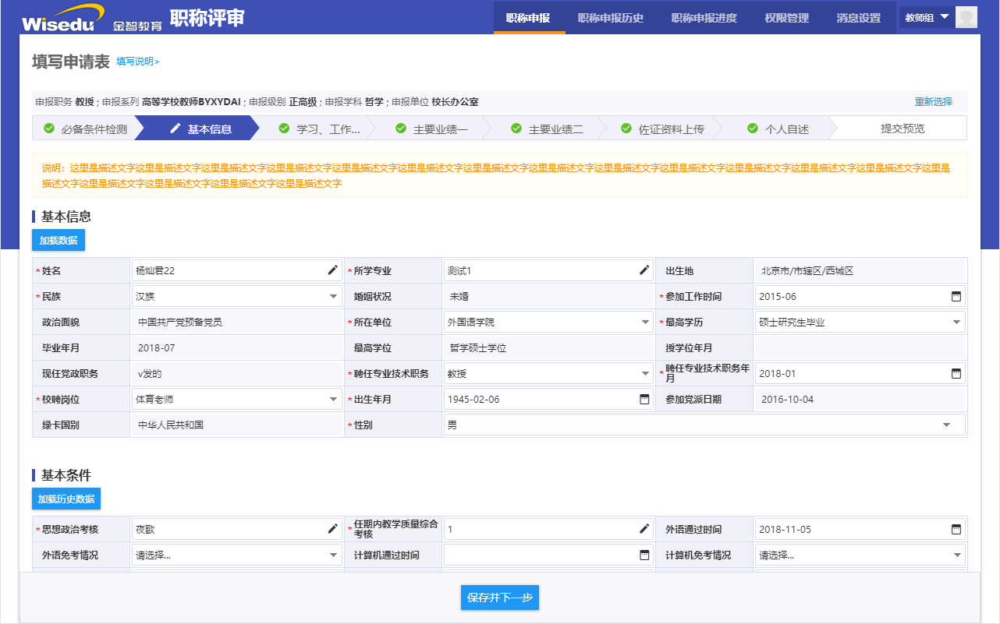 Wisedu 金智教育 职称评审 职称申报 职称申报历史 职称申报进度 权限管理 消息设置 教师组
填写申请表 填写说明>
申报职务 教授 ; 申报系列 高等学校教师BYXYDAI ; 申报级别 正高级 ; 申报学科 哲学 ; 申报单位 校长办公室 重新选择
必备条件检测 基本信息 学习、工作... 主要业绩一 主要业绩二 佐证资料上传 个人自述 提交预览
说明：这里是描述文字这里是描述文字这里是描述文字这里是描述文字这里是描述文字这里是描述文字这里是描述文字这里是描述文字这里是描述文字这里是描述文字这里是描述文字这里是描述文字这里是描述文字这里是
描述文字这里是描述文字这里是描述文字这里是描述文字这里是描述文字
基本信息
加载数据
*姓名 杨灿君22 *所学专业 测试1 出生地 北京市/市辖区/西城区
*民族 汉族 婚姻状况 未婚 *参加工作时间 2015-06
政治面貌 中国共产党预备党员 *所在单位 外国语学院 *最高学历 硕士研究生毕业
毕业年月 2018-07 最高学位 哲学硕士学位 授学位年月
现任党政职务 v发的 *聘任专业技术职务 教授 *聘任专业技术职务年月 2018-01
*校聘岗位 体育老师 *出生年月 1945-02-06 参加党派日期 2016-10-04
绿卡国别 中华人民共和国 *性别 男
基本条件
加载历史数据
*思想政治考核 夜歌 *任期内教学质量综合考核 1 外语通过时间 2018-11-05
外语免考情况 请选择... 计算机通过时间 计算机免考情况 请选择...
保存并下一步